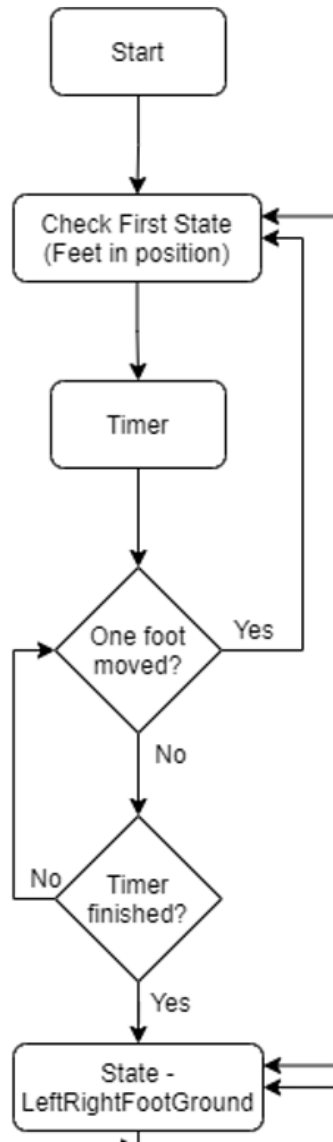 Start
Check First State
(Feet in position)
Timer
One foot
moved?
Yes
No
Timer
finished?
No
Yes
State -
LeftRightFootGround